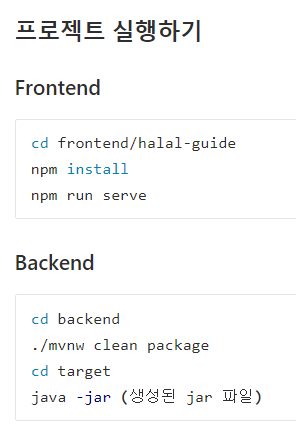 프로젝트 실행하기
Frontend
cd frontend/halal-guide
npm install
npm run serve
Backend
cd backend
./mvnw clean package
cd target
java -jar (생성된 jar 파일)